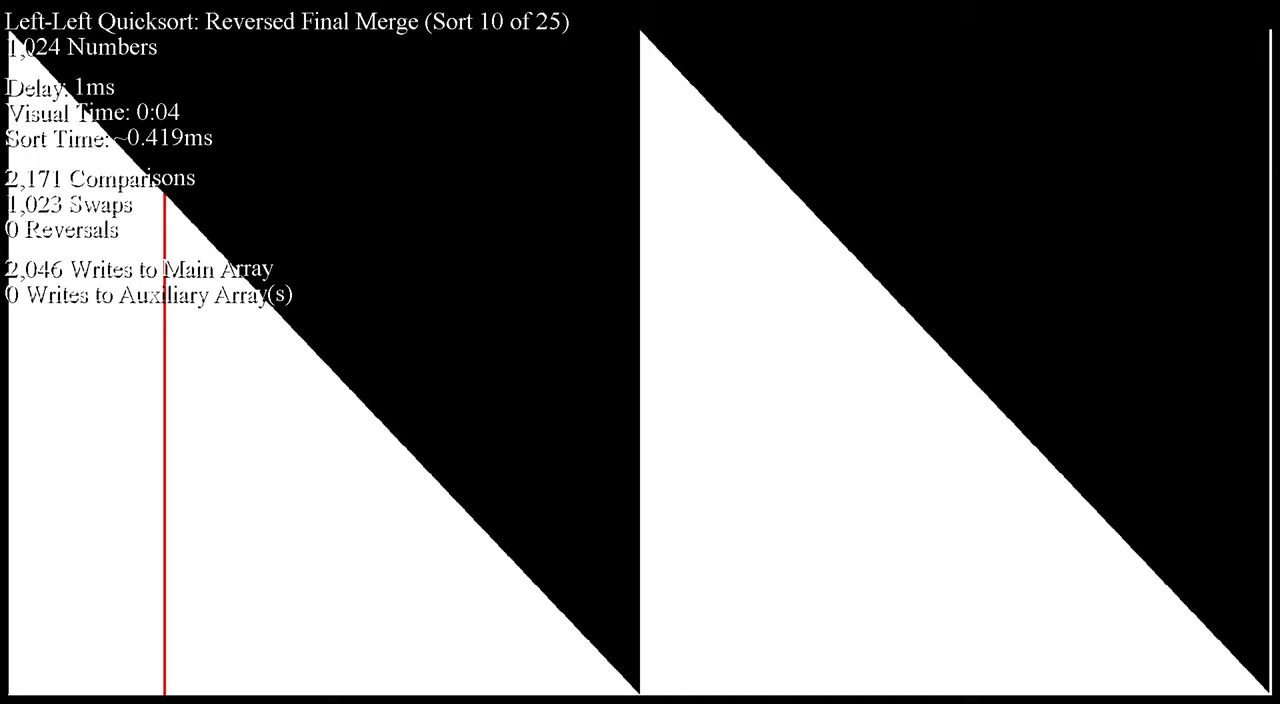 Left-Left Quicksort: Reversed Final Merge (Sort 10 of 25)
1,024 Numbers
Delay: 1ms
Visual Time: 0:04
Sort Time: ~0.419ms
2,171 Comparisons
1,023 Swaps
0 Reversals
2,046 Writes to Main Array
0 Writes to Auxiliary Array(s)